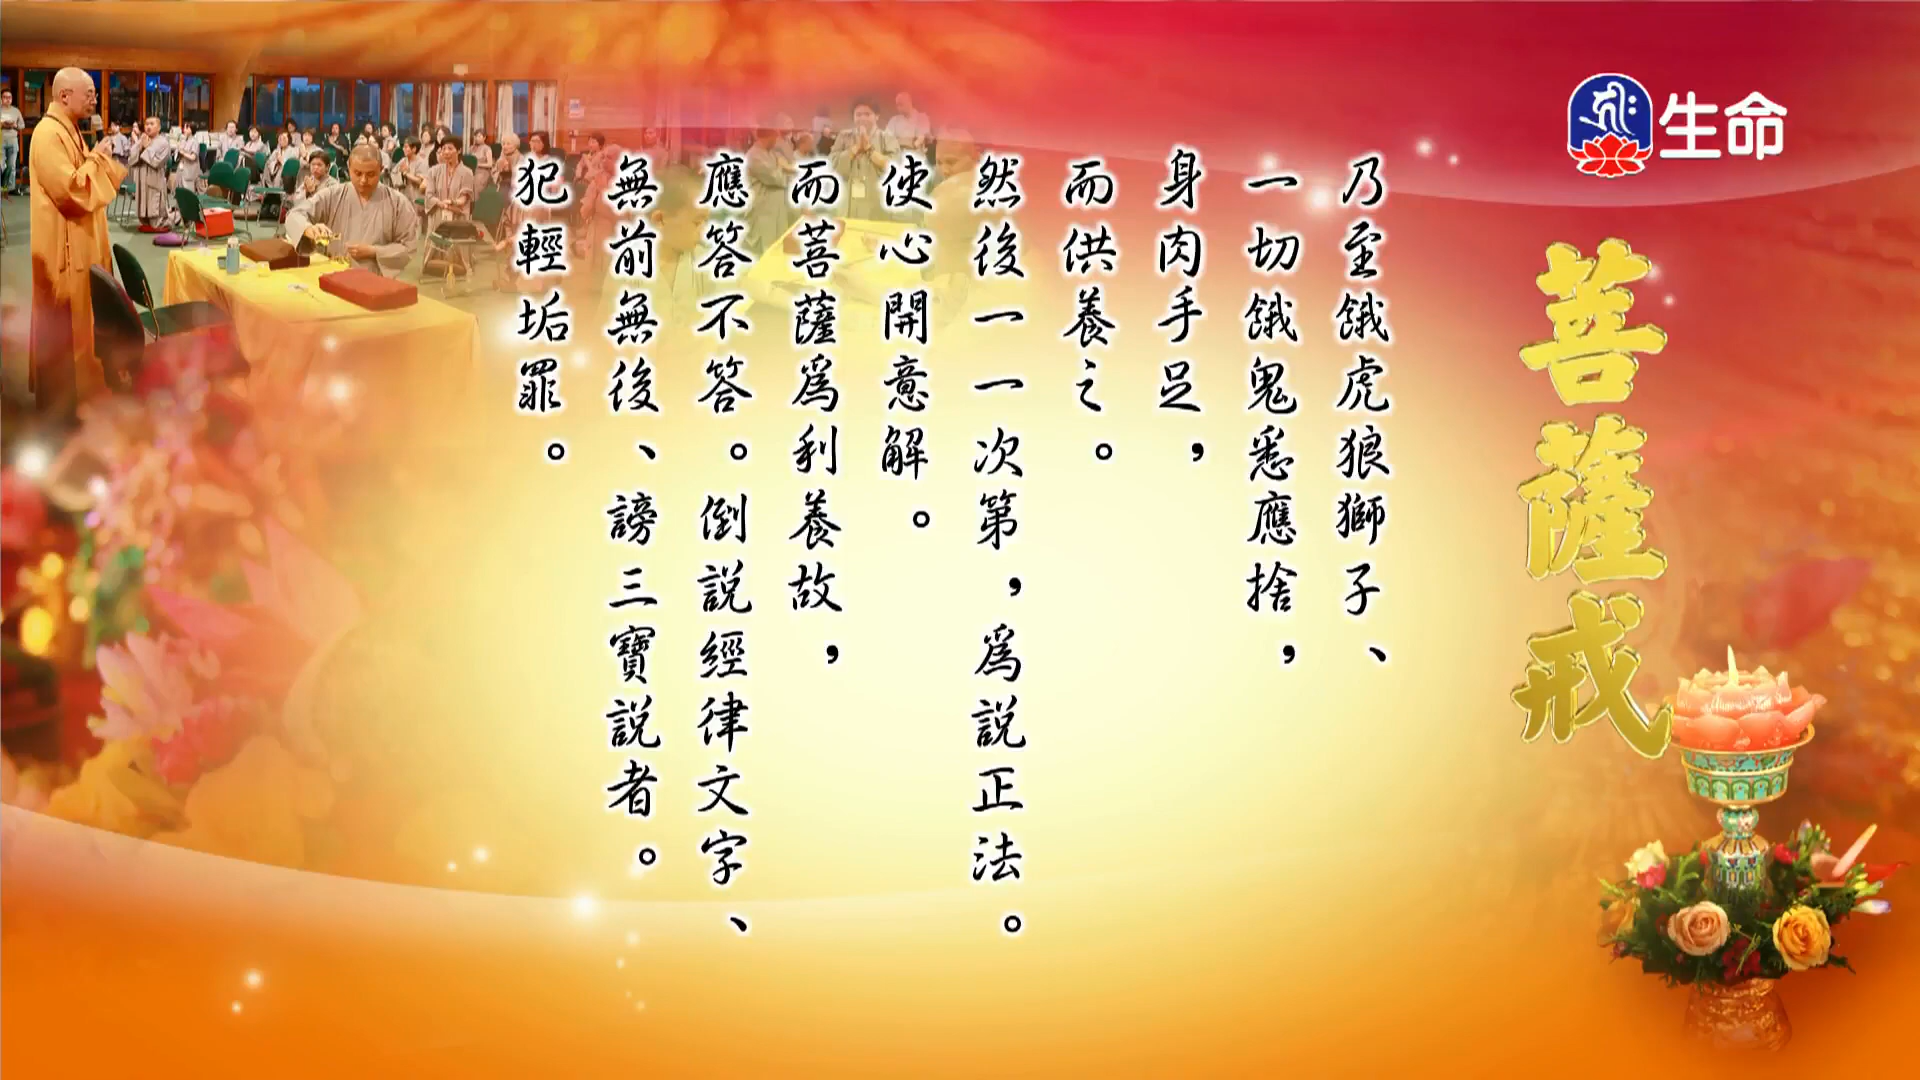 生命
菩薩戒
乃至餓虎狼獅子、
一切餓鬼悉應捨，
身肉手足，
而供養之。
然後一一次第，爲說正法。
使心開意解。
而菩薩爲利養故，
應答不答。倒說經律文字、
無前無後、謗三寶說者。
犯輕垢罪。